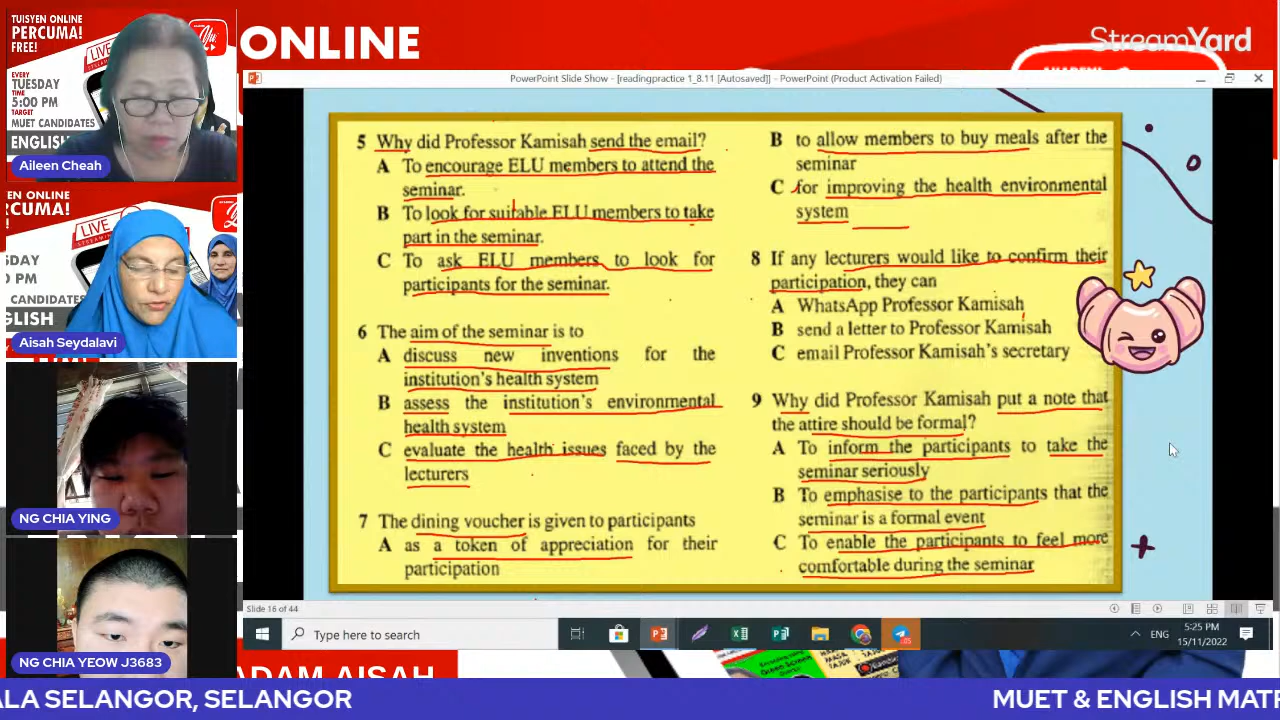 TUISYEN ONLINE
PERCUMA!
FREE!
LIVE
EVERY
TUESDAY
TIME
5:00 PM
TARGET
MUET CANDIDATES
ENGLISH
Aileen Cheah
EN ONLINE
RCUMA!
LIVE
SDAY
0 PM
CANDIDATES
GLISH
Aisah Seydalavi
NG CHIA YING
NG CHIA YEOW J3683
ONLINE
StreamYard
PowerPoint Slide Show - [readingpractice 1_8.11 [Autosaved]] - PowerPoint (Product Activation Failed)
5 Why did Professor Kamisah send the email?
A To encourage ELU members to attend the
seminar.
B To look for suitable ELU members to take
part in the seminar.
C To ask ELU members to look for
participants for the seminar.
6 The aim of the seminar is to
A discuss new inventions for the
institution's health system
B assess the institution's environmental
health system
C evaluate the health issues faced by the
lecturers
7 The dining voucher is given to participants
A as a token of appreciation for their
participation
B to allow members to buy meals after the
seminar
C for improving the health environmental
system
8 If any lecturers would like to confirm their
participation, they can
A WhatsApp Professor Kamisah
B send a letter to Professor Kamisah
C email Professor Kamisah's secretary
9 Why did Professor Kamisah put a note that
the attire should be formal?
A To inform the participants to take the
seminar seriously
B To emphasise to the participants that the
seminar is a formal event
C To enable the participants to feel more
comfortable during the seminar
Slide 16 of 44
Type here to search
ENG
5:25 PM
15/11/2022
ADAM AISAH
ALA SELANGOR, SELANGOR
MUET & ENGLISH MATE